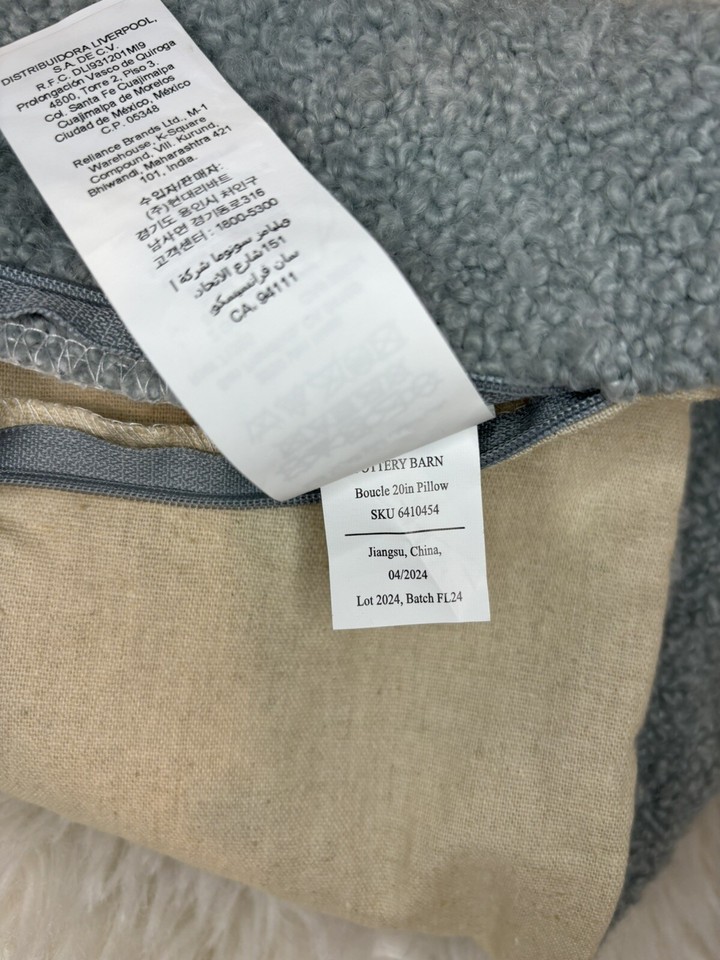 DISTRIBUIDORA LIVERPOOL,
S.A. DE C.V.
R.F.C. DLI931201MI9
Prolongación Vasco de Quiroga
4800, Torre 2, Piso 3.
Col. Santa Fe Cuajimalpa
Cuajimalpa de Morelos
Ciudad de México, México
C.P. 05348
Reliance Brands Ltd., M-1
Warehouse, K-Square
Compound, Vill. Kurund,
Bhiwandi, Maharashtra 421
101, India.
수입자/판매자:
(주)현대리바트
경기도 용인시 처인구
남사면 경기동로316
고객센터 : 1800-5300
ويليامز سونوما شركة ا
151 شارع الاتحاد
سان فرانسيسكو
CA, 94111
OTTERY BARN
Boucle 20in Pillow
SKU 6410454
Jiangsu, China,
04/2024
Lot 2024, Batch FL24